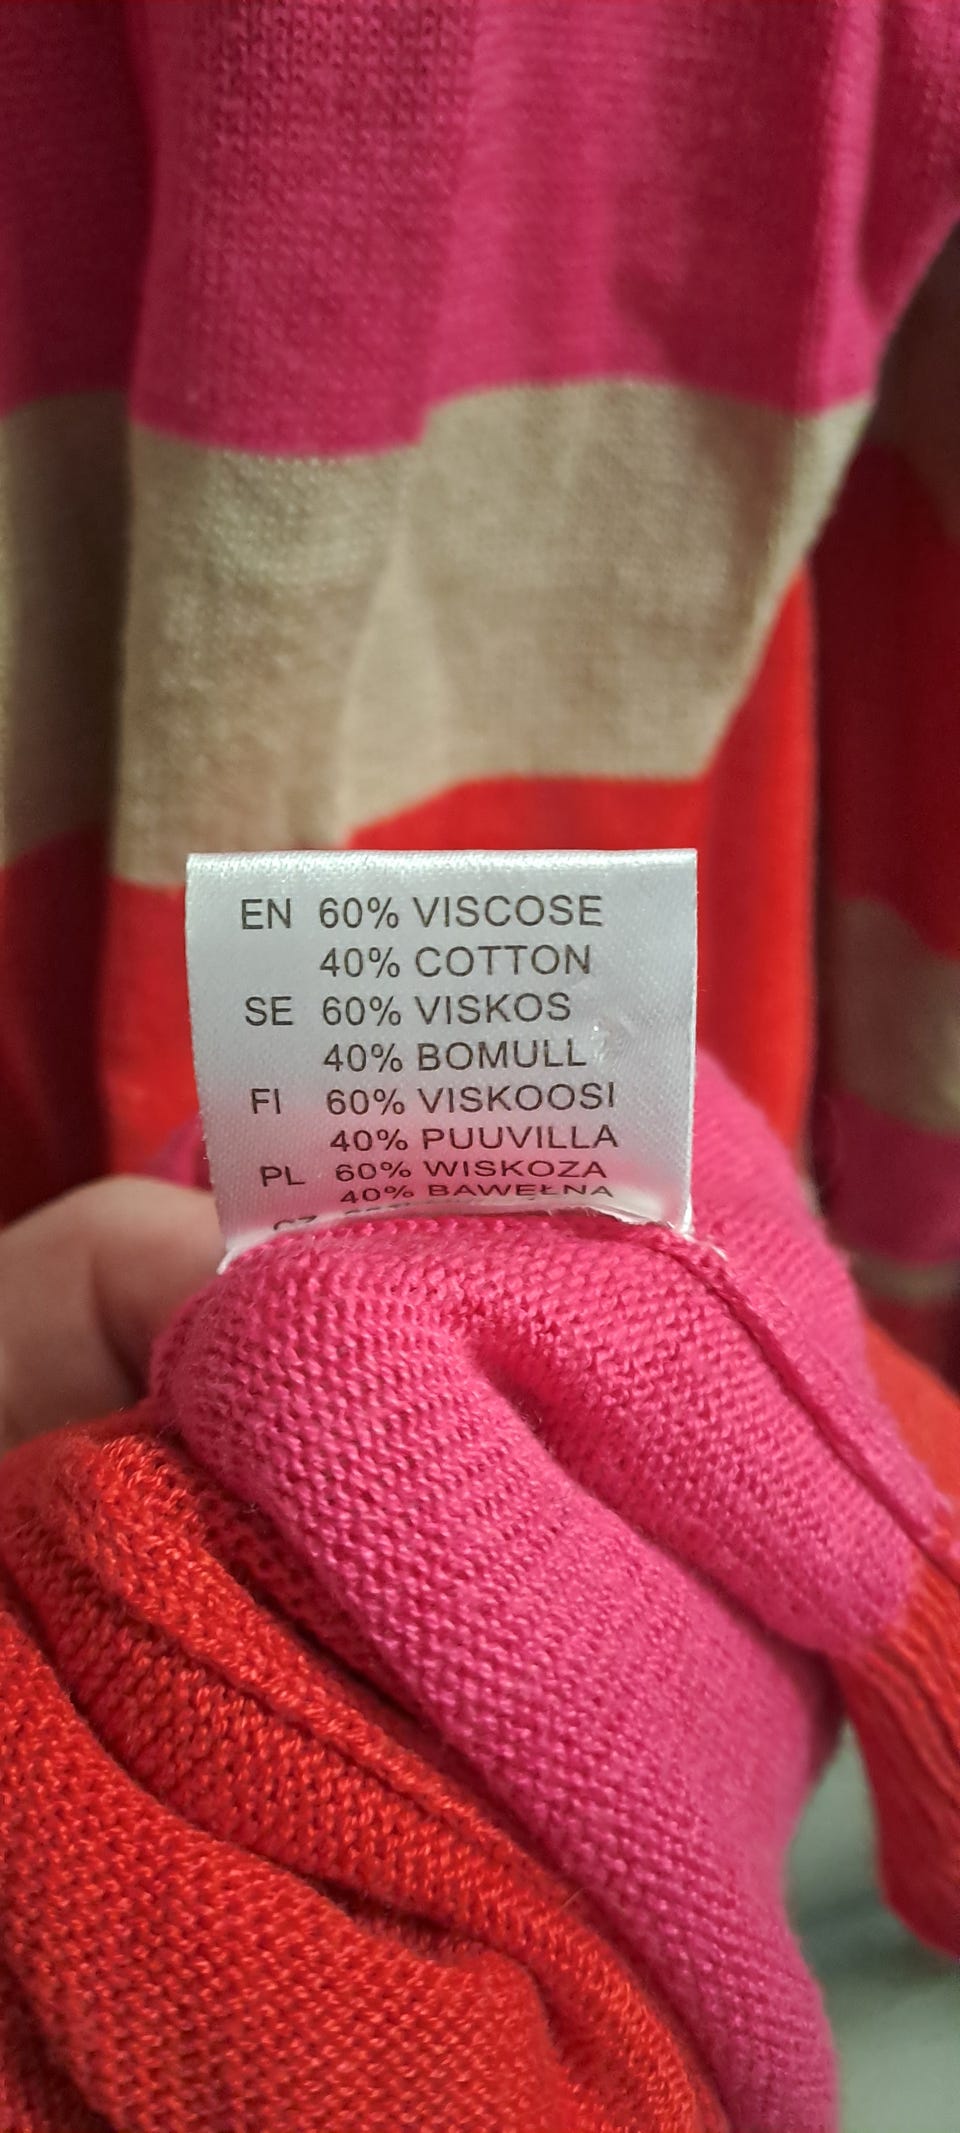 EN 60% VISCOSE
40% COTTON
SE 60% VISKOS
40% BOMULL
FI 60% VISKOOSI
40% PUUVILLA
PL 60% WISKOZA
40% BAWEŁNA
CZ